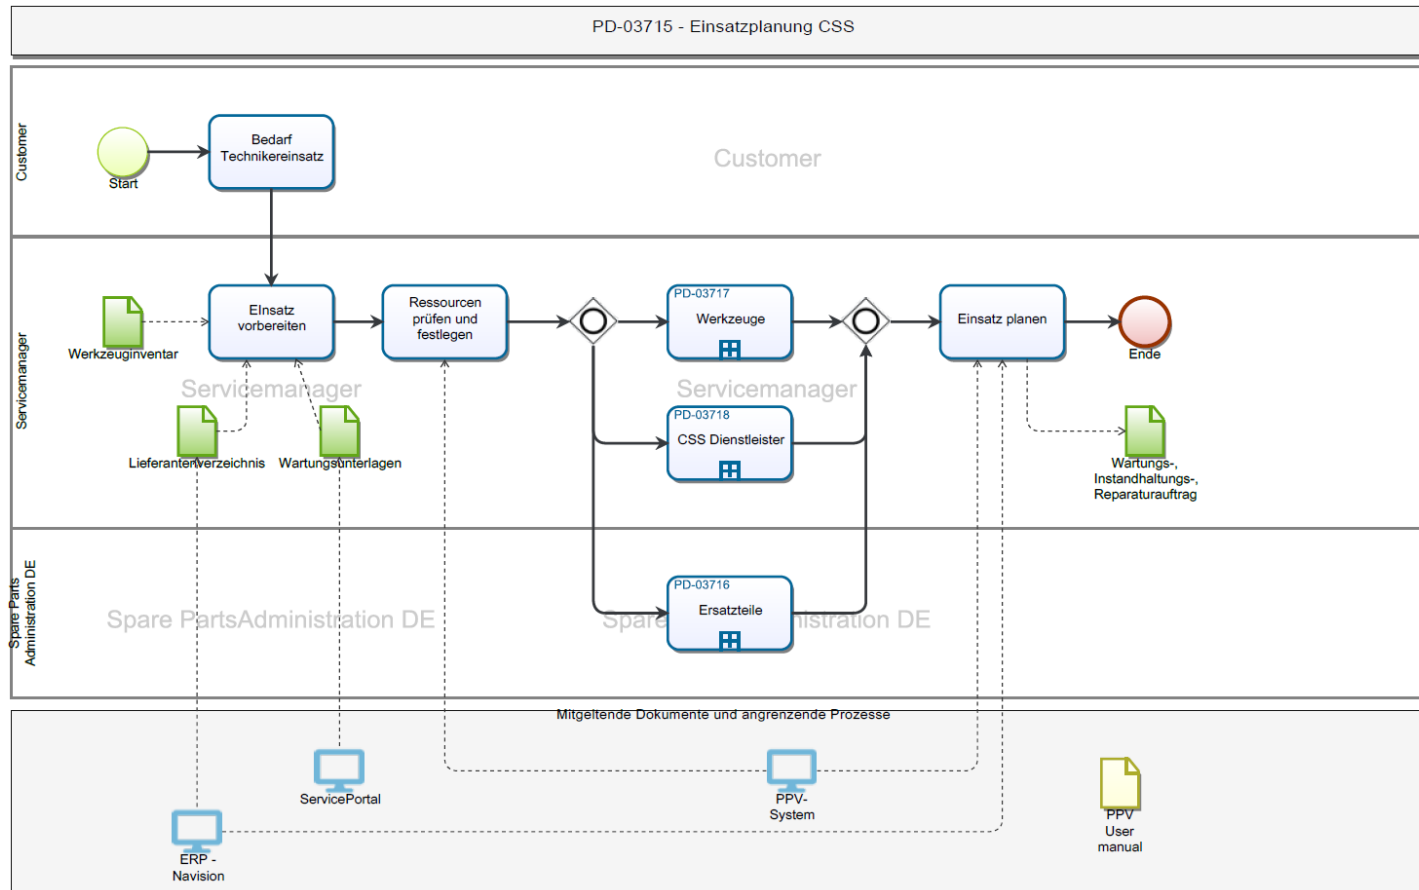 PD-03715 - Einsatzplanung CSS
Customer
Start
Bedarf
Technikereinsatz
Customer
Servicemanager
Werkzeuginventar
EInsatz
vorbereiten
Ressourcen
prüfen und
festlegen
PD-03717
Werkzeuge
Einsatz planen
Ende
Servicemanager
Servicemanager
Lieferantenverzeichnis
Wartungsunterlagen
PD-03718
CSS Dienstleister
Wartungs-,
Instandhaltungs-,
Reparaturauftrag
Spare Parts
Administration DE
Spare PartsAdministration DE
PD-03716
Ersatzteile
Spare PartsAdministration DE
Mitgeltende Dokumente und angrenzende Prozesse
ServicePortal
PPV-
System
PPV
User
manual
ERP -
Navision